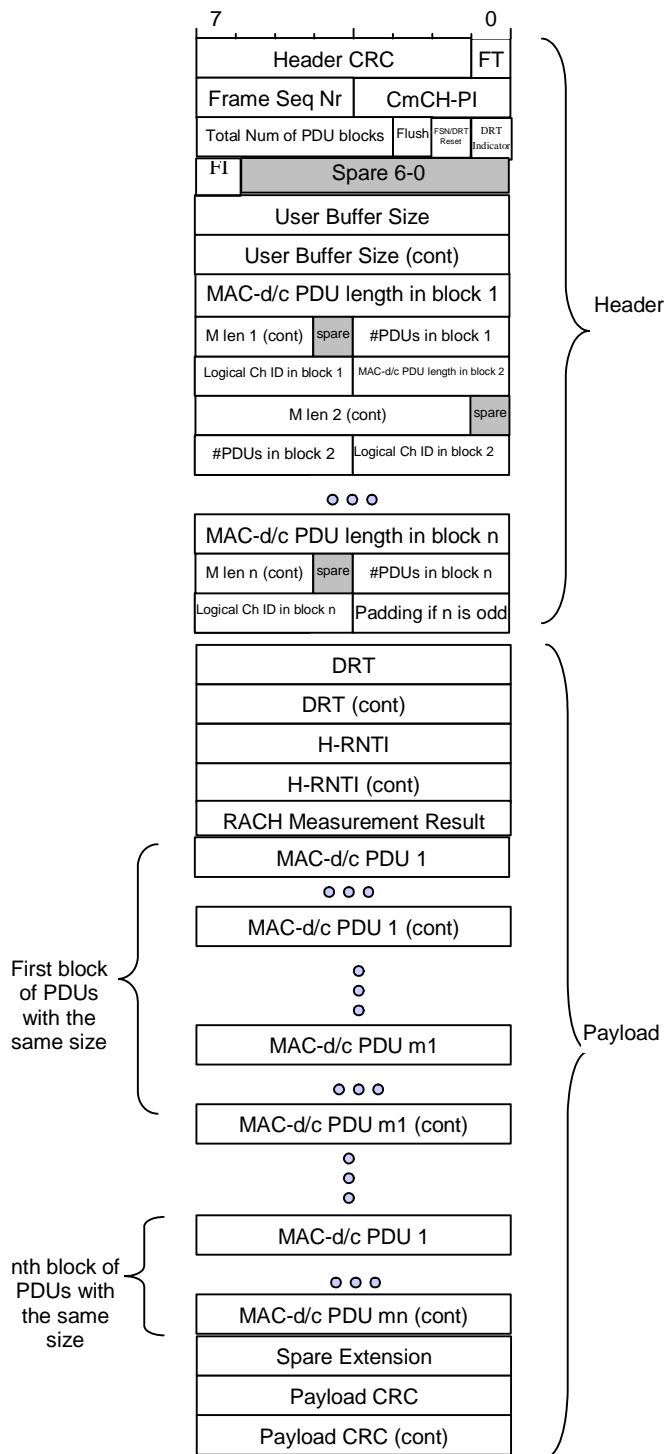 7 0
Header CRC FT
Frame Seq Nr CmCH-PI
Total Num of PDU blocks Flush FSN/DRT Reset DRT Indicator
FI Spare 6-0
User Buffer Size
User Buffer Size (cont)
MAC-d/c PDU length in block 1
Header
M len 1 (cont) spare #PDUs in block 1
Logical Ch ID in block 1 MAC-d/c PDU length in block 2
M len 2 (cont) spare
#PDUs in block 2 Logical Ch ID in block 2
MAC-d/c PDU length in block n
M len n (cont) spare #PDUs in block n
Logical Ch ID in block n Padding if n is odd
DRT
DRT (cont)
H-RNTI
H-RNTI (cont)
RACH Measurement Result
MAC-d/c PDU 1
MAC-d/c PDU 1 (cont)
First block
of PDUs
with the
same size
Payload
MAC-d/c PDU m1
MAC-d/c PDU m1 (cont)
MAC-d/c PDU 1
nth block of
PDUs with
the same
size
MAC-d/c PDU mn (cont)
Spare Extension
Payload CRC
Payload CRC (cont)